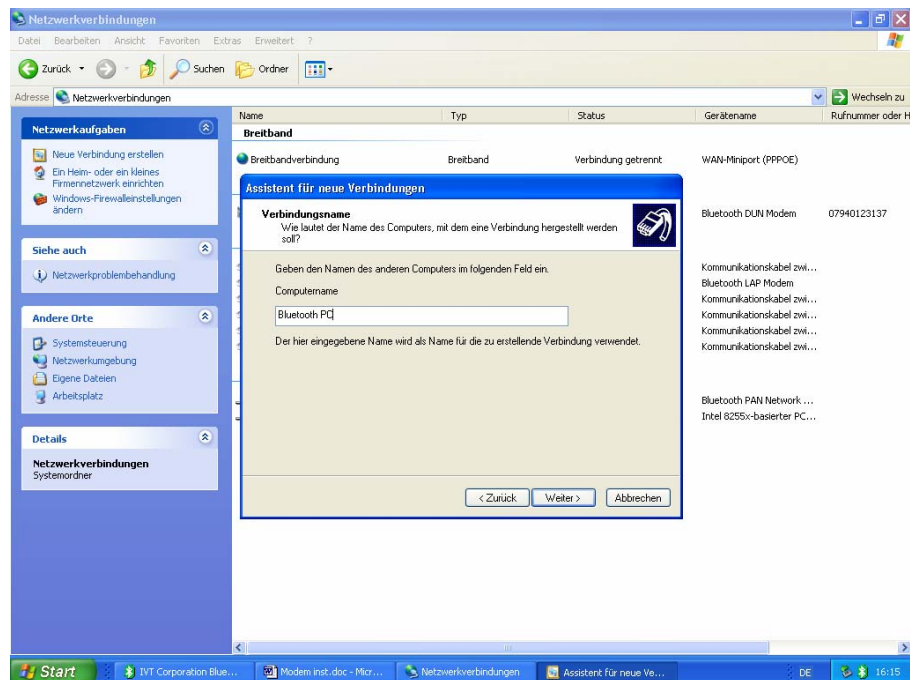 Netzwerkverbindungen
Datei Bearbeiten Ansicht Favoriten Extras Erweitert ?
Zurück Suchen Ordner
Adresse Netzwerkverbindungen Wechseln zu
Name Typ Status Gerätename Rufnummer oder H
Netzwerkaufgaben
Breitband
Neue Verbindung erstellen
Breitbandverbindung Breitband Verbindung getrennt WAN-Miniport (PPPOE)
Ein Heim- oder ein kleines
Firmennetzwerk einrichten
Windows-Firewalleinstellungen
ändern
Bluetooth DUN Modem 07940123137
Siehe auch
Netzwerkproblembehandlung
Andere Orte
Systemsteuerung
Netzwerkumgebung
Eigene Dateien
Arbeitsplatz
Details
Netzwerkverbindungen
Systemordner
Kommunikationskabel zwi...
Bluetooth LAP Modem
Kommunikationskabel zwi...
Kommunikationskabel zwi...
Kommunikationskabel zwi...
Kommunikationskabel zwi...
Bluetooth PAN Network ...
Intel 8255x-basierter PC...
Assistent für neue Verbindungen
Verbindungsname
Wie lautet der Name des Computers, mit dem eine Verbindung hergestellt werden
soll?
Geben den Namen des anderen Computers im folgenden Feld ein.
Computername
Bluetooth PC
Der hier eingegebene Name wird als Name für die zu erstellende Verbindung verwendet.
< Zurück Weiter > Abbrechen
Start IVT Corporation Blue... Modem inst.doc - Micr... Netzwerkverbindungen Assistent für neue Ve... DE 16:15